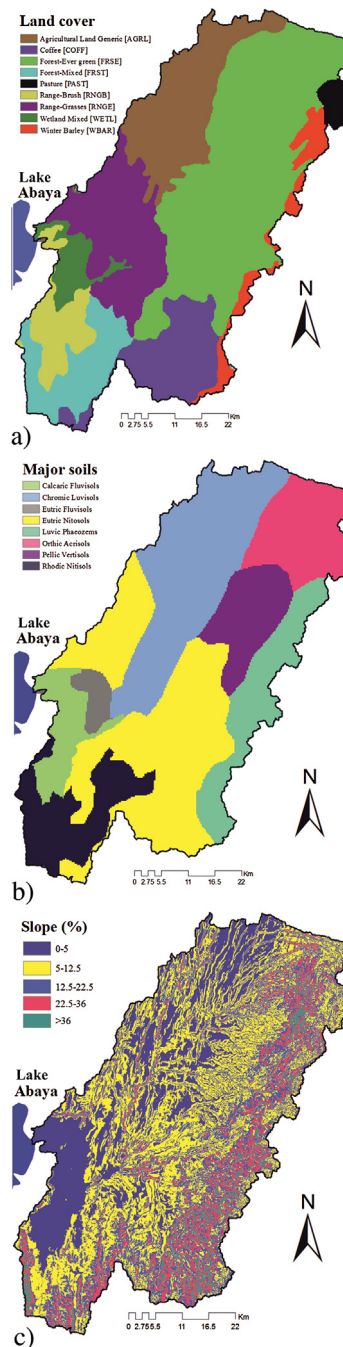 Land cover
Agricultural Land Generic [AGRL]
Coffee [COFF]
Forest-Ever green [FRSE]
Forest-Mixed [FRST]
Pasture [PAST]
Range-Brush [RNGB]
Range-Grasses [RNGE]
Wetland Mixed [WETL]
Winter Barley [WBAR]
Lake
Abaya
N
Km
0 2.75 5.5 11 16.5 22
a)
Major soils
Calcaric Fluvisols
Chromic Luvisols
Eutric Fluvisols
Eutric Nitosols
Luvic Phaozems
Orthic Acrisols
Pellic Vertisols
Rhodic Nitisols
Lake
Abaya
N
Km
0 2.75 5.5 11 16.5 22
b)
Slope (%)
0-5
5-12.5
12.5-22.5
22.5-36
>36
Lake
Abaya
N
Km
0 2.75 5.5 11 16.5 22
c)